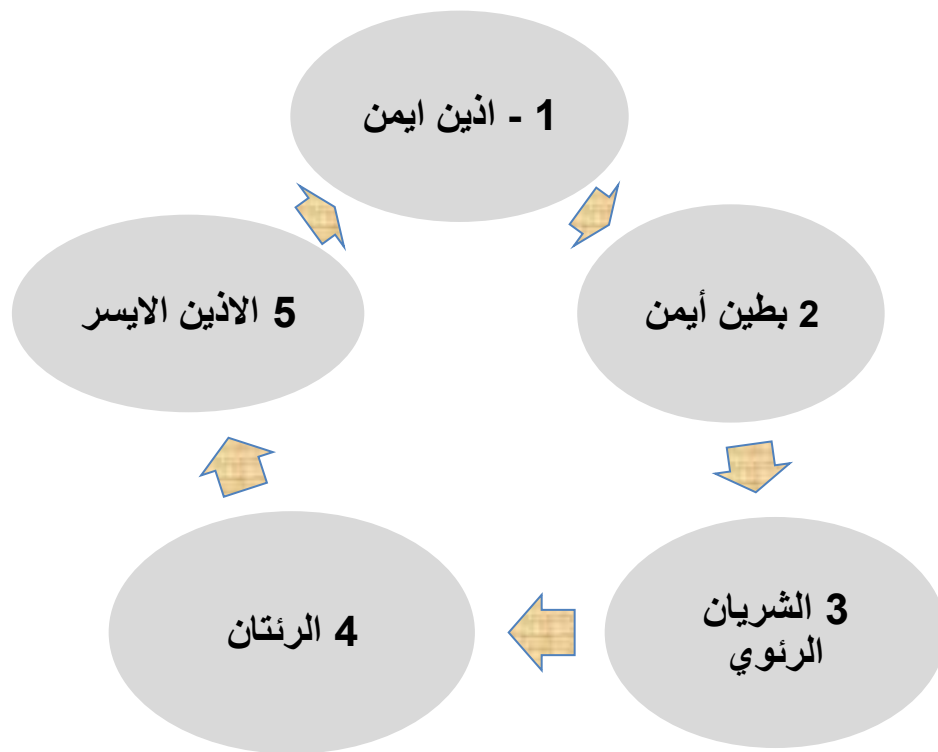 1 - اذين ايمن
2 بطين أيمن
3 الشريان
الرئوي
4 الرئتان
5 الاذين الايسر